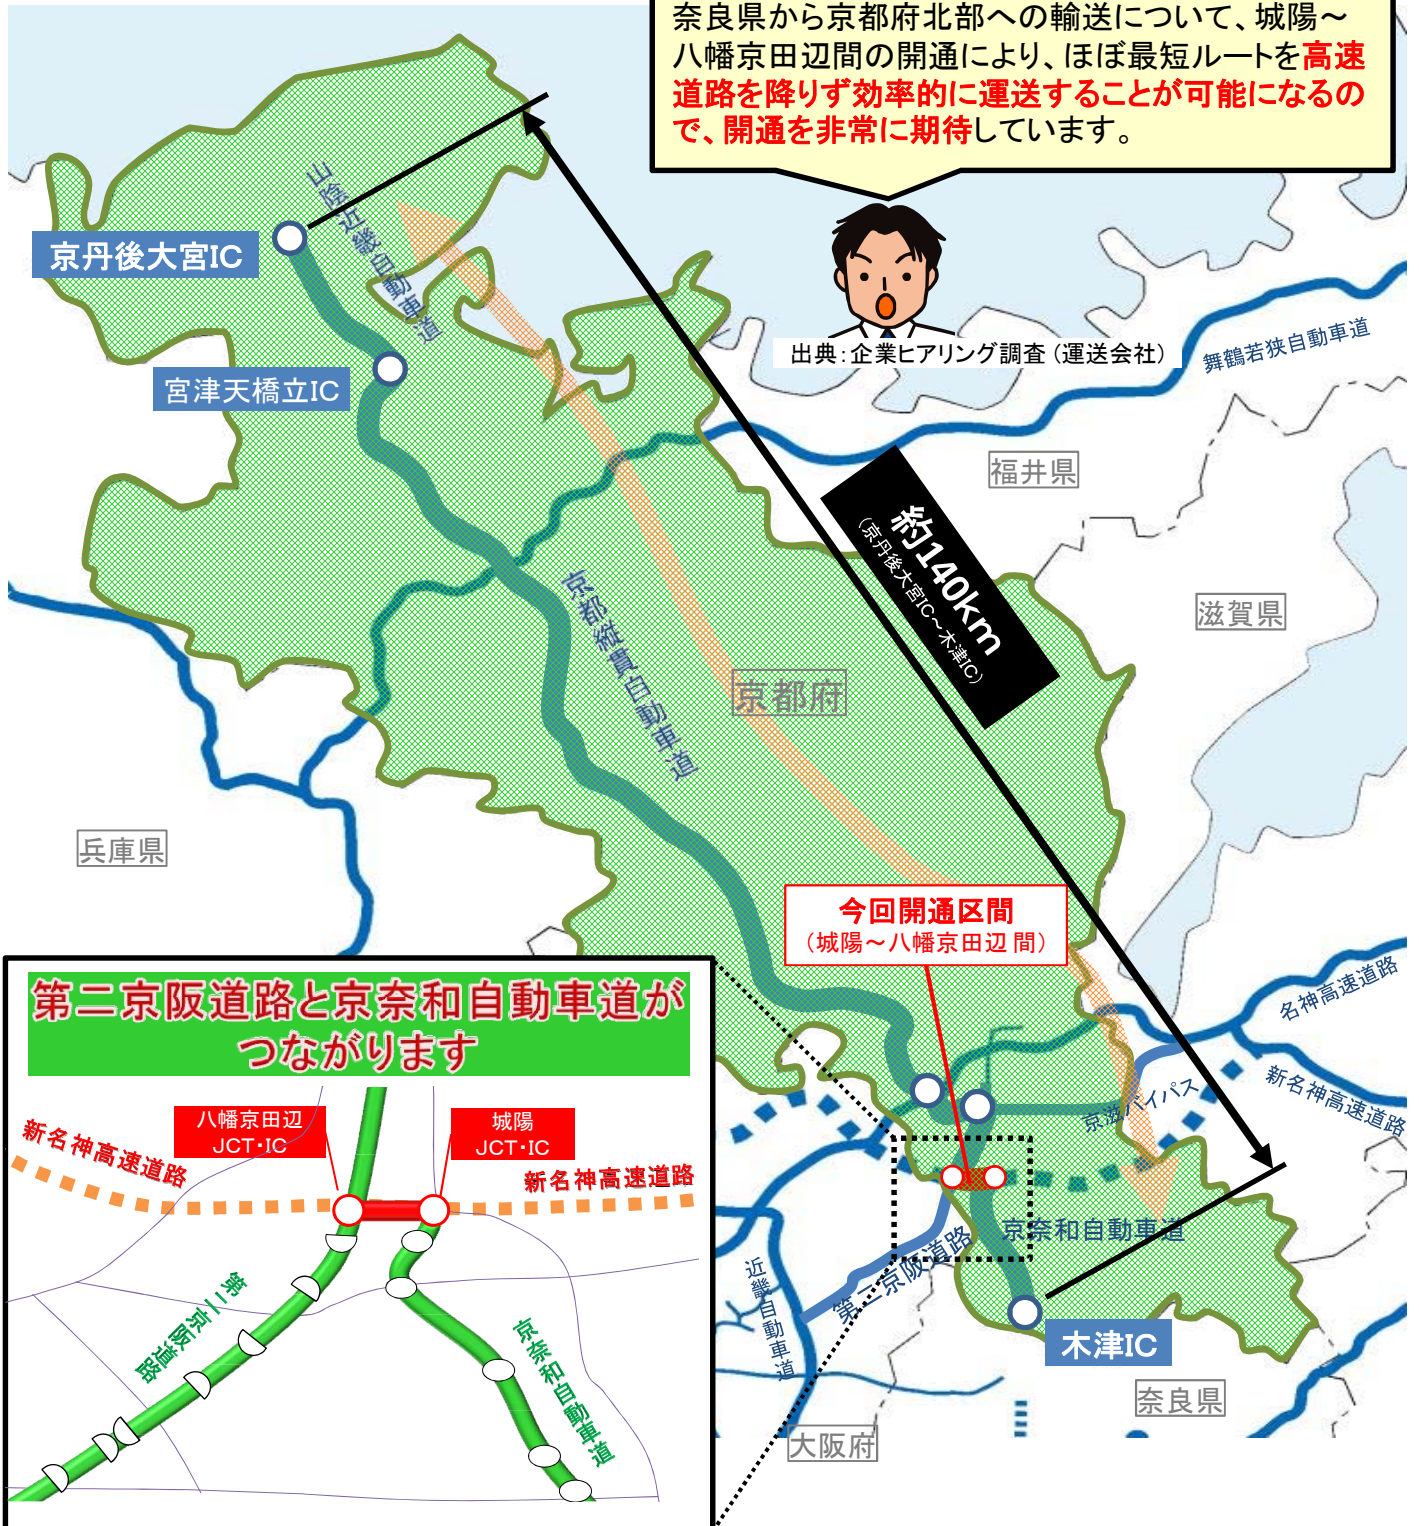 奈良県から京都府北部への輸送について、城陽～
八幡京田辺間の開通により、ほぼ最短ルートを高速
道路を降りず効率的に運送することが可能になるの
で、開通を非常に期待しています。
出典：企業ヒアリング調査（運送会社）
山陰近畿自動車道
京丹後大宮IC
宮津天橋立IC
舞鶴若狭自動車道
福井県
約140km
（京丹後大宮IC～木津IC）
滋賀県
京都縦貫自動車道
京都府
兵庫県
今回開通区間
（城陽～八幡京田辺 間）
名神高速道路
新名神高速道路
京滋バイパス
京奈和自動車道
第二京阪道路
近畿自動車道
木津IC
奈良県
大阪府
第二京阪道路と京奈和自動車道が
つながります
八幡京田辺
JCT・IC
城陽
JCT・IC
新名神高速道路
新名神高速道路
第二京阪道路
京奈和自動車道